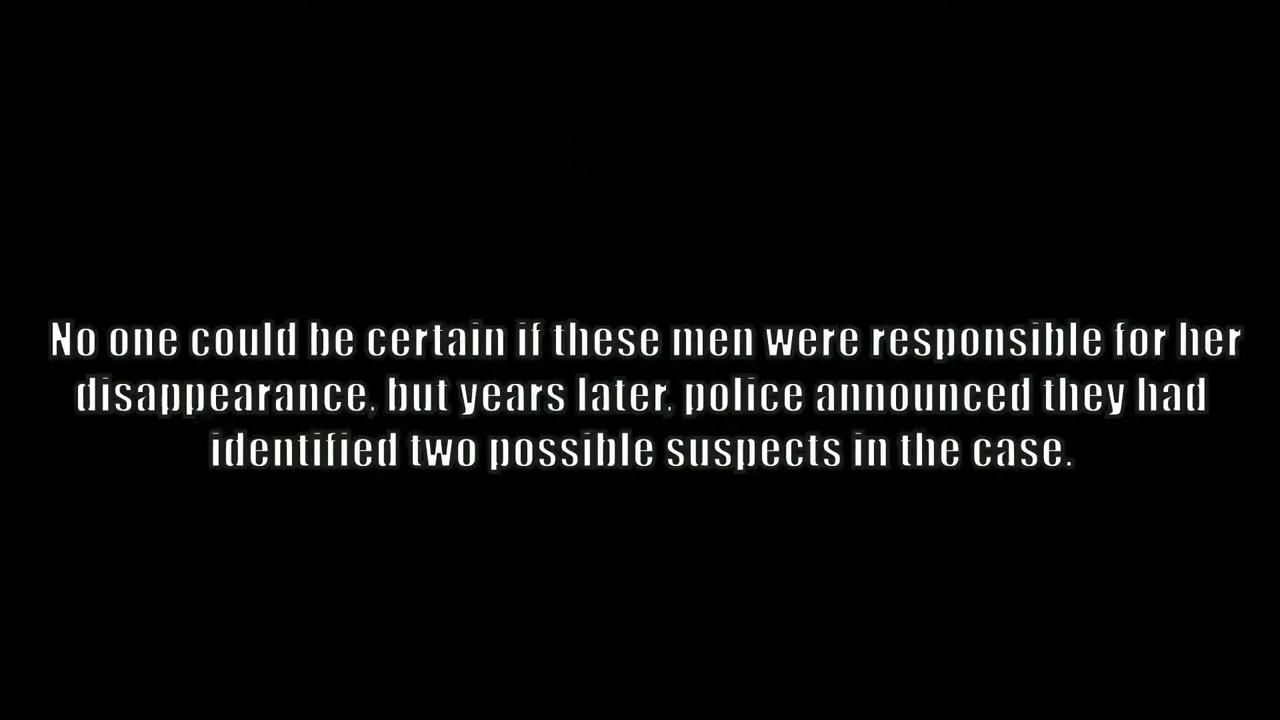 No one could be certain if these men were responsible for her
disappearance, but years later, police announced they had
identified two possible suspects in the case.